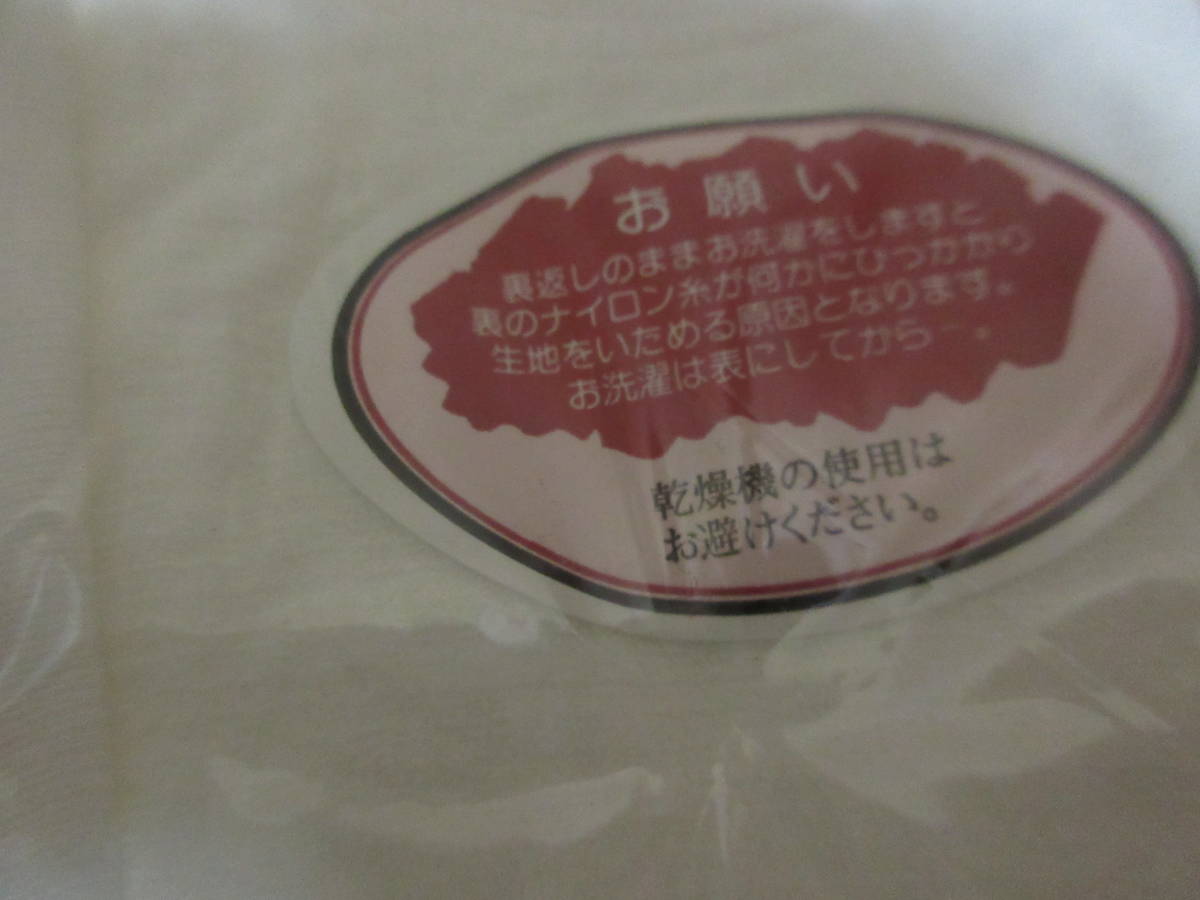 お願い
裏返しのままお洗濯をしますと
裏のナイロン糸が何かにひっかかり
生地をいためる原因となります。
お洗濯は表にしてから─。
乾燥機の使用は
お避けください。